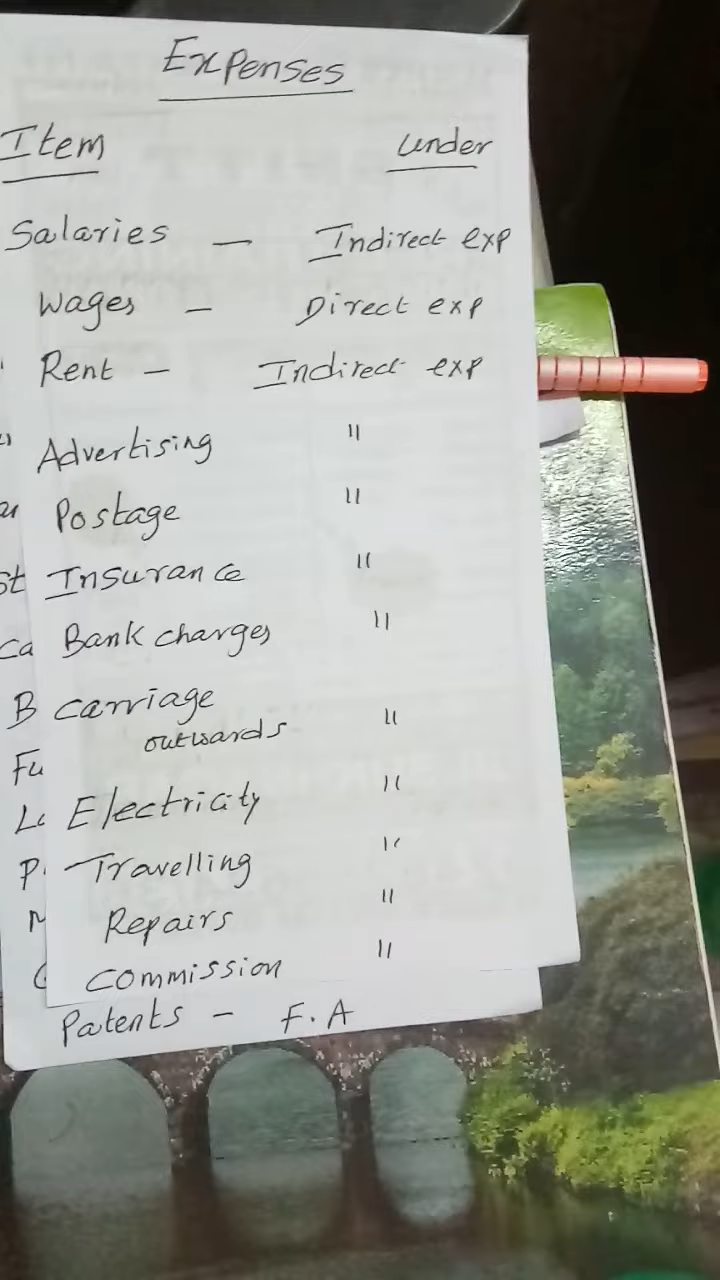 Expenses
Item under
Salaries — Indirect exp
Wages — Direct exp
Rent — Indirect exp
Advertising "
Postage "
Insurance "
Bank charges "
Carriage
outwards "
Electricity "
Travelling "
Repairs "
Commission "
Patents — F.A